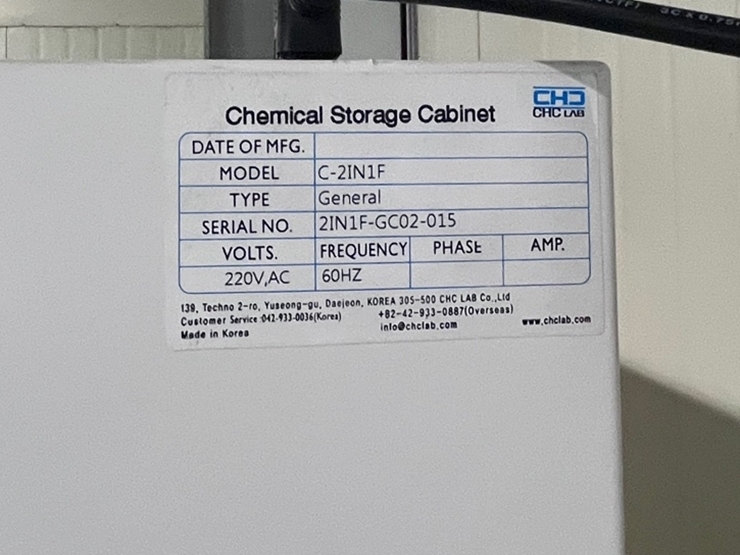 CHC
CHC LAB
Chemical Storage Cabinet
DATE OF MFG.
MODEL C-2IN1F
TYPE General
SERIAL NO. 2IN1F-GC02-015
VOLTS. FREQUENCY PHASE AMP.
220V,AC 60HZ
139, Techno 2-ro, Yuseong-gu, Daejeon, KOREA 305-500 CHC LAB Co.,Ltd
Customer Service :042-933-0036(Korea) +82-42-933-0887(Overseas)
Made in Korea info@chclab.com www.chclab.com
3C x 0.75